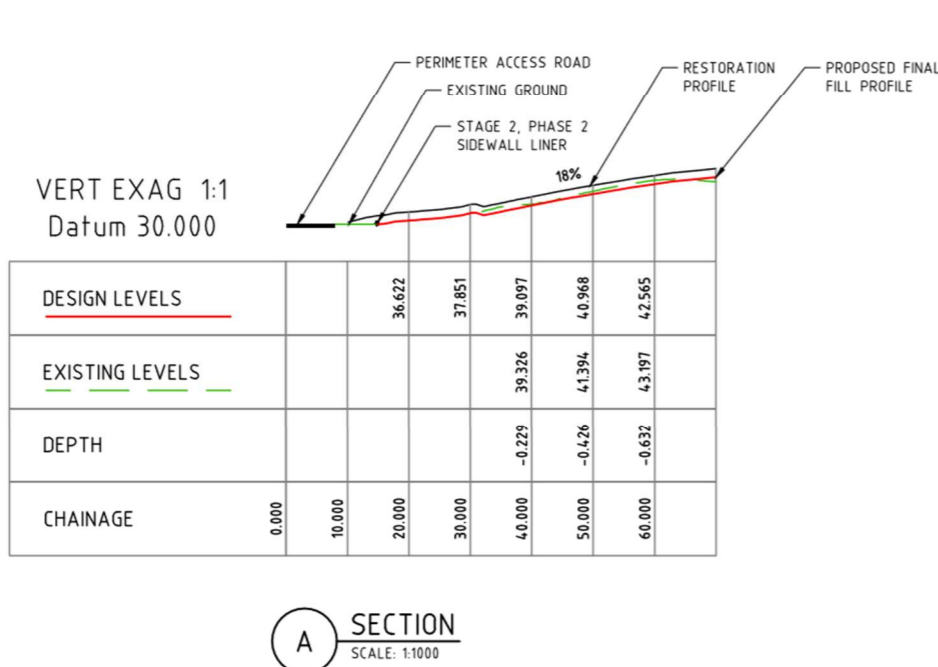 PERIMETER ACCESS ROAD
EXISTING GROUND
STAGE 2, PHASE 2
SIDEWALL LINER
RESTORATION
PROFILE
PROPOSED FINAL
FILL PROFILE
18%
VERT EXAG 1:1
Datum 30.000
DESIGN LEVELS 36.622 37.851 39.097 40.968 42.565
EXISTING LEVELS 39.326 41.394 43.197
DEPTH -0.229 -0.426 -0.632
CHAINAGE 0.000 10.000 20.000 30.000 40.000 50.000 60.000
A SECTION
SCALE: 1:1000